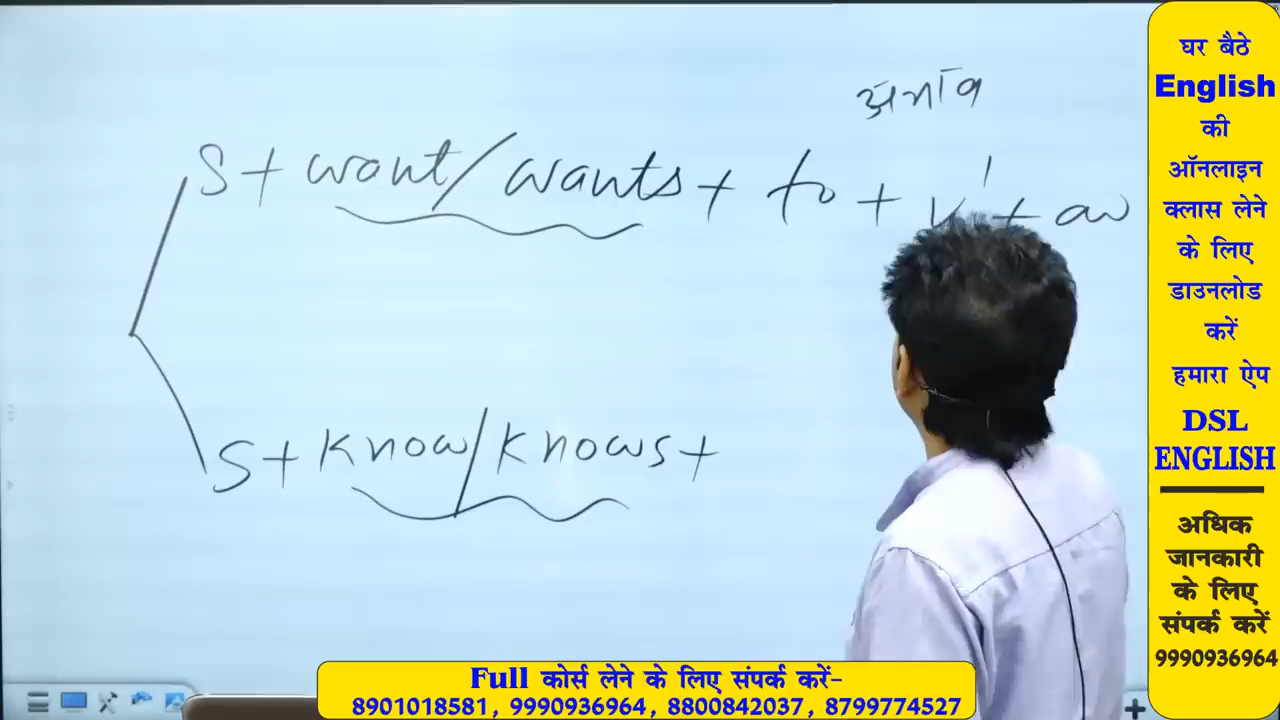 अभाव
S + want/wants + to + V¹ + aw
S + know/knows +
घर बैठे
English
की
ऑनलाइन
क्लास लेने
के लिए
डाउनलोड
करें
हमारा ऐप
DSL
ENGLISH
अधिक
जानकारी
के लिए
संपर्क करें
9990936964
Full कोर्स लेने के लिए संपर्क करें-
8901018581, 9990936964, 8800842037, 8799774527